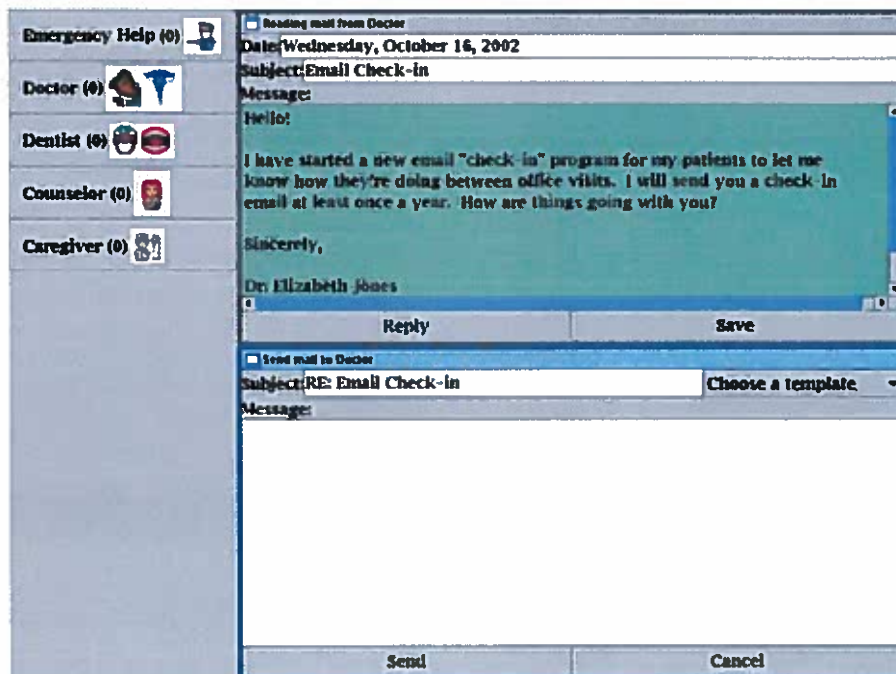 Emergency Help (0)
Doctor (0)
Dentist (0)
Counselor (0)
Caregiver (0)
Reading mail from Doctor
Date: Wednesday, October 16, 2002
Subject: Email Check-in
Message:
Hello!
I have started a new email "check-in" program for my patients to let me
know how they're doing between office visits. I will send you a check-in
email at least once a year. How are things going with you?
Sincerely,
Dr. Elizabeth Jones
Reply
Save
Send mail to Doctor
Subject: RE: Email Check-in
Choose a template
Message:
Send
Cancel